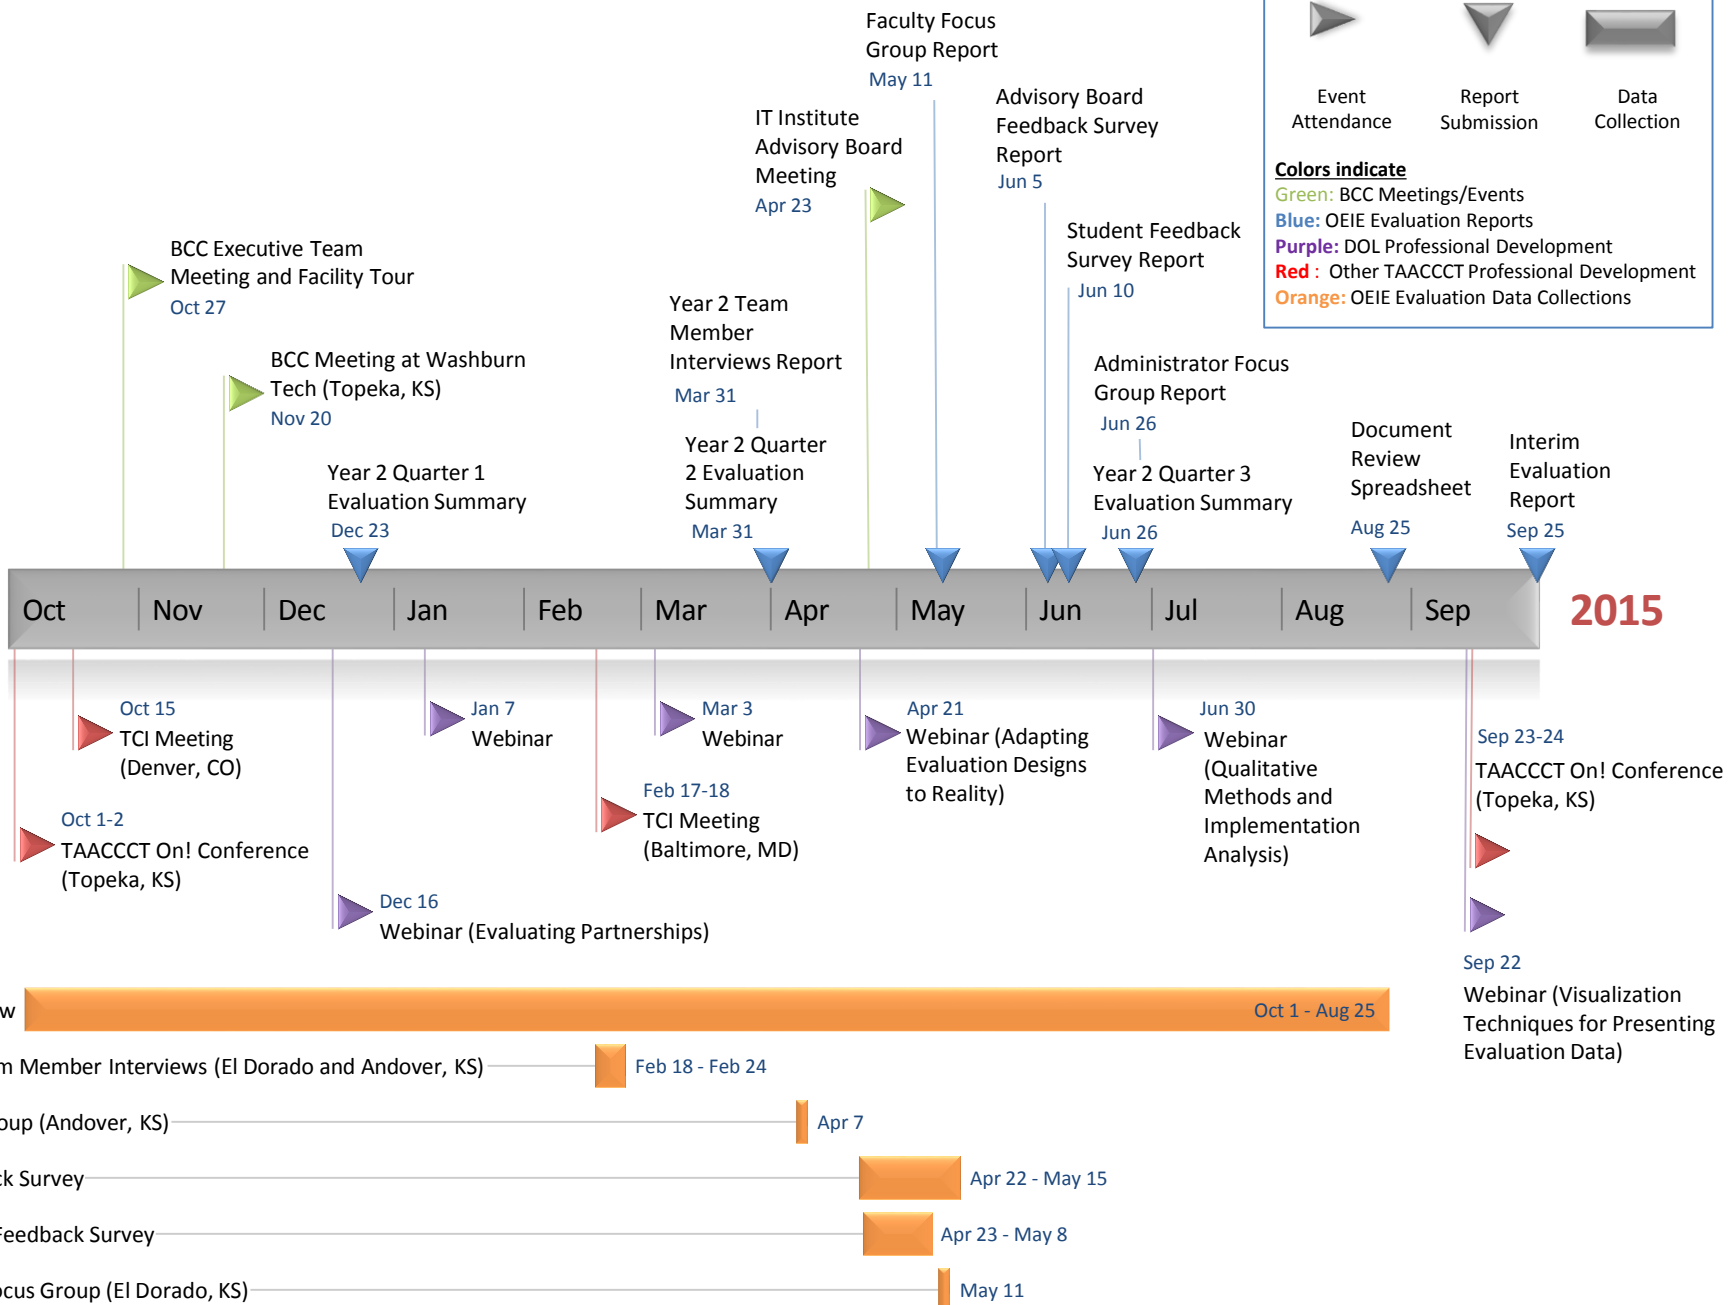 Faculty Focus
Group Report
May 11
Event
Attendance
Report
Submission
Data
Collection
Colors indicate
Green: BCC Meetings/Events
Blue: OEIE Evaluation Reports
Purple: DOL Professional Development
Red : Other TAACCCT Professional Development
Orange: OEIE Evaluation Data Collections
Advisory Board
Feedback Survey
Report
Jun 5
IT Institute
Advisory Board
Meeting
Apr 23
Student Feedback
Survey Report
Jun 10
BCC Executive Team
Meeting and Facility Tour
Oct 27
Year 2 Team
Member
Interviews Report
Mar 31
BCC Meeting at Washburn
Tech (Topeka, KS)
Nov 20
Administrator Focus
Group Report
Jun 26
Year 2 Quarter 1
Evaluation Summary
Dec 23
Year 2 Quarter
2 Evaluation
Summary
Mar 31
Year 2 Quarter 3
Evaluation Summary
Jun 26
Document
Review
Spreadsheet
Aug 25
Interim
Evaluation
Report
Sep 25
Oct Nov Dec Jan Feb Mar Apr May Jun Jul Aug Sep 2015
Oct 15
TCI Meeting
(Denver, CO)
Oct 1-2
TAACCCT On! Conference
(Topeka, KS)
Jan 7
Webinar
Dec 16
Webinar (Evaluating Partnerships)
Mar 3
Webinar
Feb 17-18
TCI Meeting
(Baltimore, MD)
Apr 21
Webinar (Adapting
Evaluation Designs
to Reality)
Jun 30
Webinar
(Qualitative
Methods and
Implementation
Analysis)
Sep 23-24
TAACCCT On! Conference
(Topeka, KS)
Sep 22
Webinar (Visualization
Techniques for Presenting
Evaluation Data)
w Oct 1 - Aug 25
m Member Interviews (El Dorado and Andover, KS) Feb 18 - Feb 24
oup (Andover, KS) Apr 7
ck Survey Apr 22 - May 15
Feedback Survey Apr 23 - May 8
ocus Group (El Dorado, KS) May 11